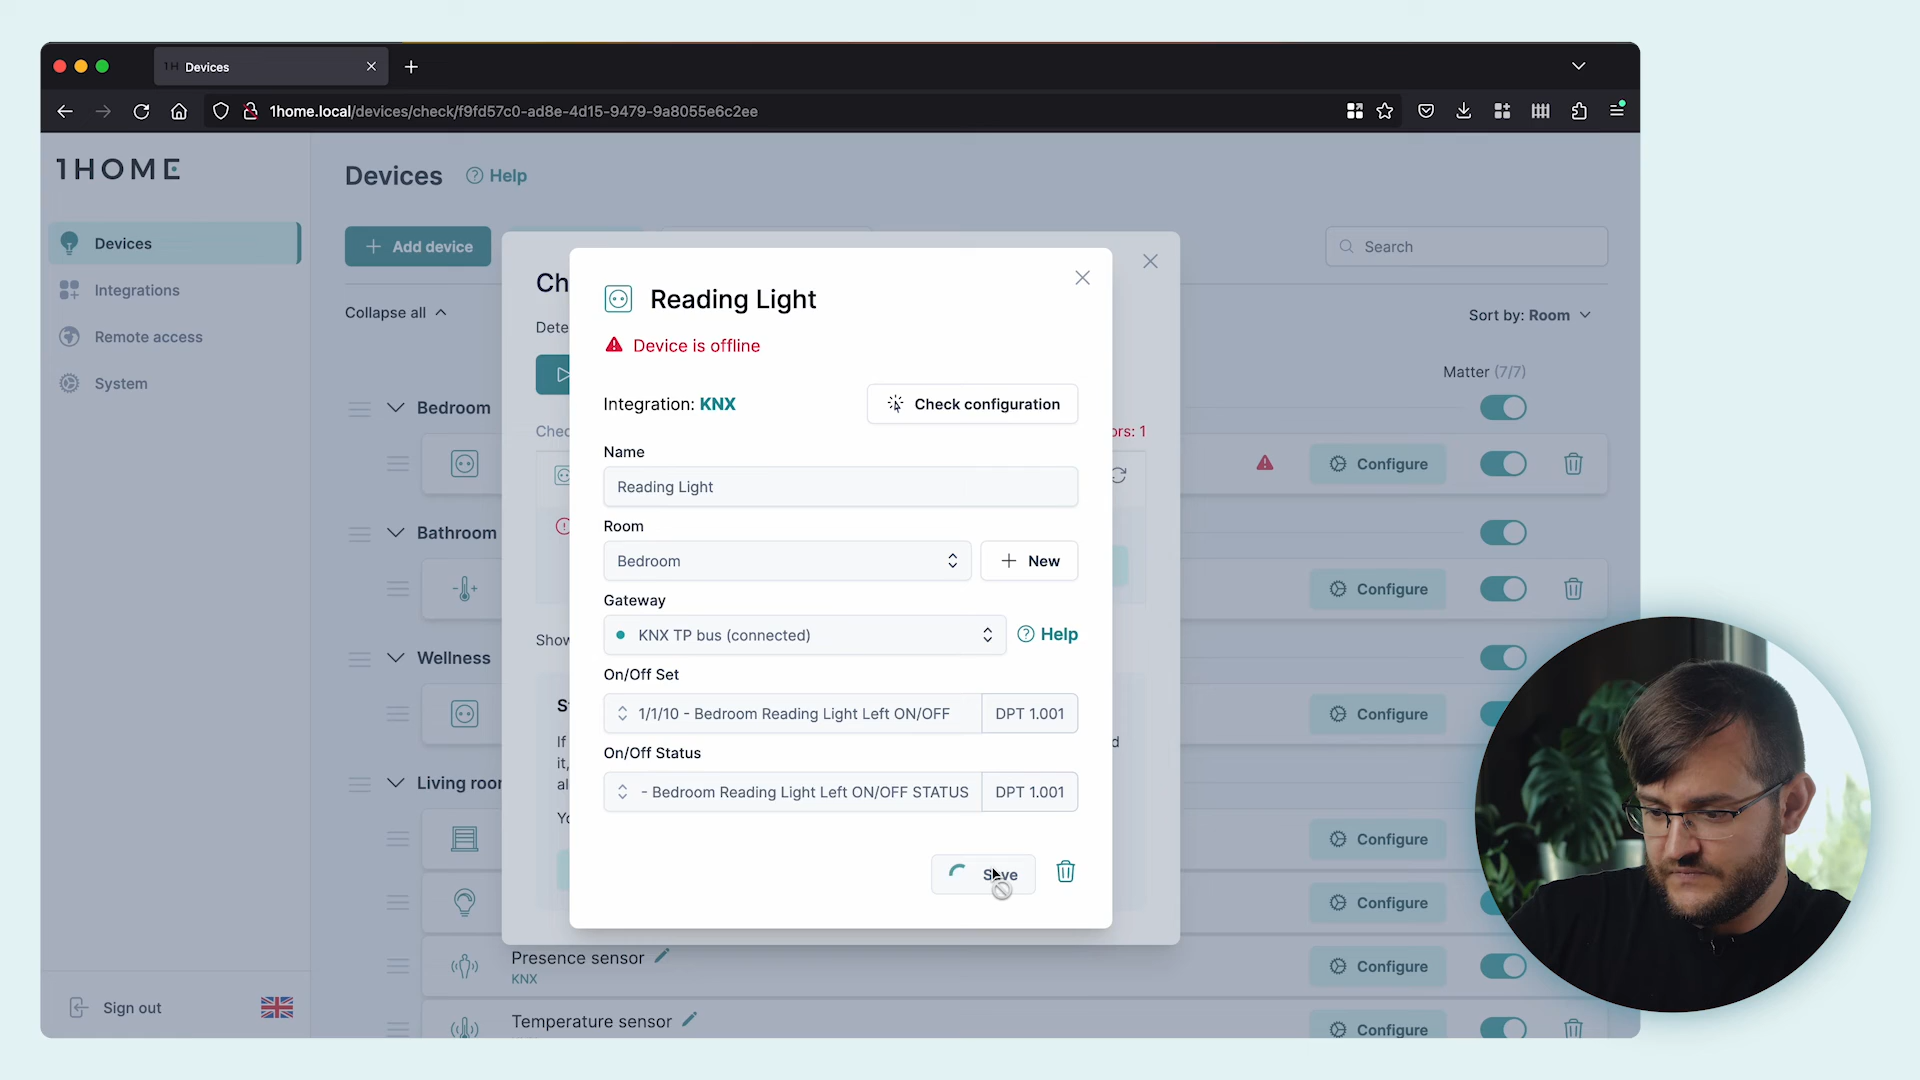 1H Devices
1home.local/devices/check/f9fd57c0-ad8e-4d15-9479-9a8055e6c2ee
1HOME
Devices
Integrations
Remote access
System
Sign out
Devices
Help
Add device
Search
Collapse all
Sort by: Room
Matter (7/7)
Bedroom
Configure
Bathroom
Configure
Wellness
Configure
Living roo
Configure
Configure
Presence sensor
KNX
Configure
Temperature sensor
Configure
Ch
Dete
Chec
ors: 1
Show
S
If
d
it,
al
Yo
Reading Light
Device is offline
Integration: KNX
Check configuration
Name
Reading Light
Room
Bedroom
New
Gateway
KNX TP bus (connected)
Help
On/Off Set
1/1/10 - Bedroom Reading Light Left ON/OFF
DPT 1.001
On/Off Status
- Bedroom Reading Light Left ON/OFF STATUS
DPT 1.001
Save